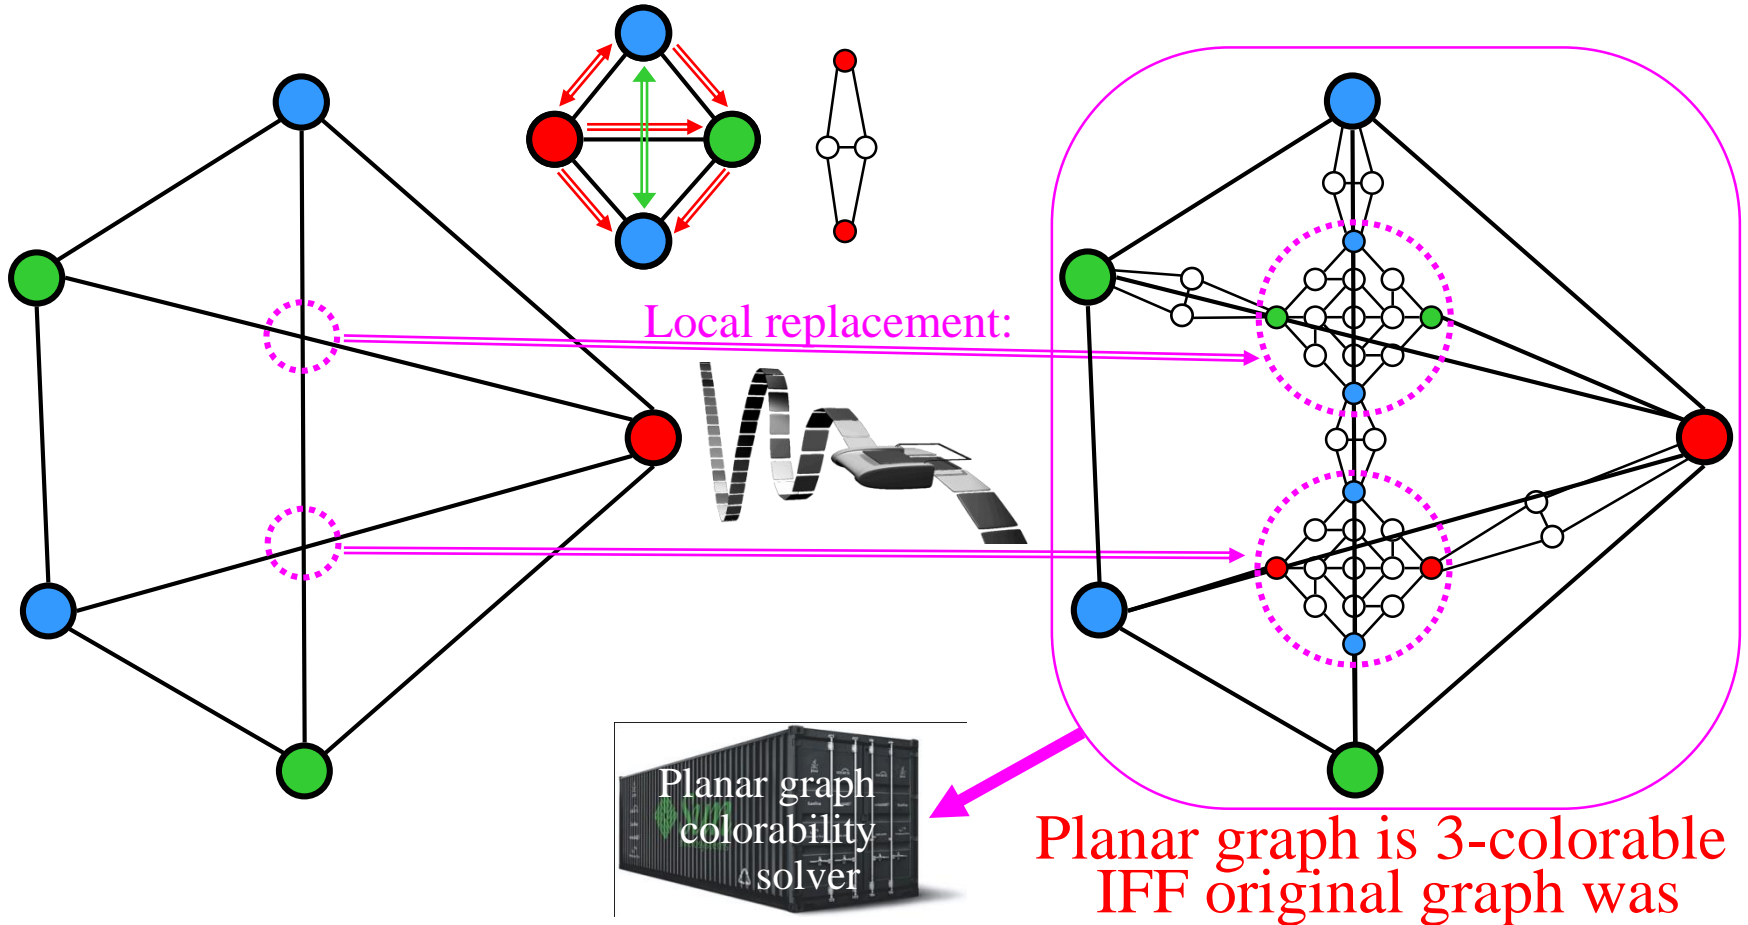 Local replacement:
Planar graph
colorability
solver
Planar graph is 3-colorable
IFF original graph was